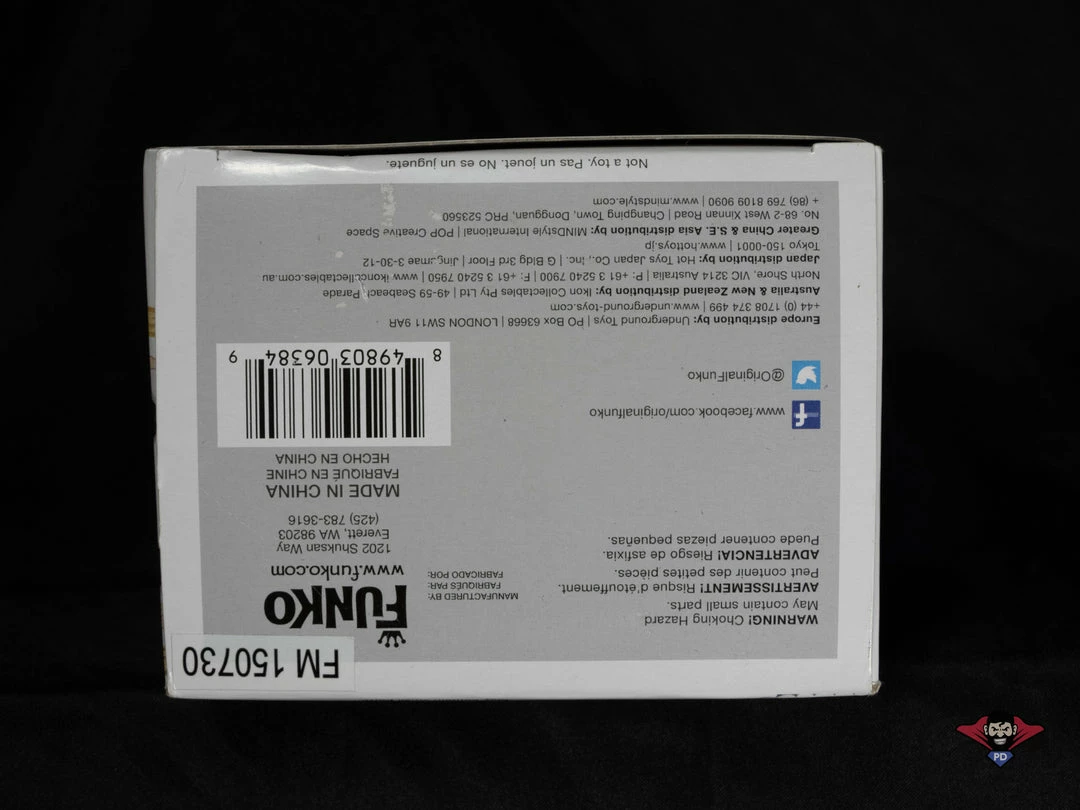 FM 150730
WARNING! Choking Hazard
May contain small parts.
AVERTISSEMENT! Risque d'étouffement.
Peut contenir des petites pièces.
ADVERTENCIA! Riesgo de asfixia.
Puede contener piezas pequeñas.
MANUFACTURED BY:
FABRIQUÉS PAR:
FABRICADO POR:
FUNKO
www.funko.com
1202 Shuksan Way
Everett, WA 98203
(425) 783-3616
MADE IN CHINA
FABRIQUÉ EN CHINE
HECHO EN CHINA
8 49803 06384 9
www.facebook.com/originalfunko
@OriginalFunko
Europe distribution by: Underground Toys | PO Box 63668 | LONDON SW11 9AR
+44 (0) 1708 374 499 | www.underground-toys.com
Australia & New Zealand distribution by: Ikon Collectables Pty Ltd | 49-59 Seabeach Parade
North Shore, VIC 3214 Australia | P: +61 3 5240 7900 | F: +61 3 5240 7950 | www.ikoncollectables.com.au
Japan distribution by: Hot Toys Japan Co., Inc. | G Bldg 3rd Floor | Jingumae 3-30-12
Tokyo 150-0001 | www.hottoys.jp
Greater China & S.E. Asia distribution by: MINDstyle International | POP Creative Space
No. 68-2 West Xinnan Road | Changping Town, Dongguan, PRC 523560
+ (86) 769 8109 9090 | www.mindstyle.com
Not a toy. Pas un jouet. No es un juguete.
PD